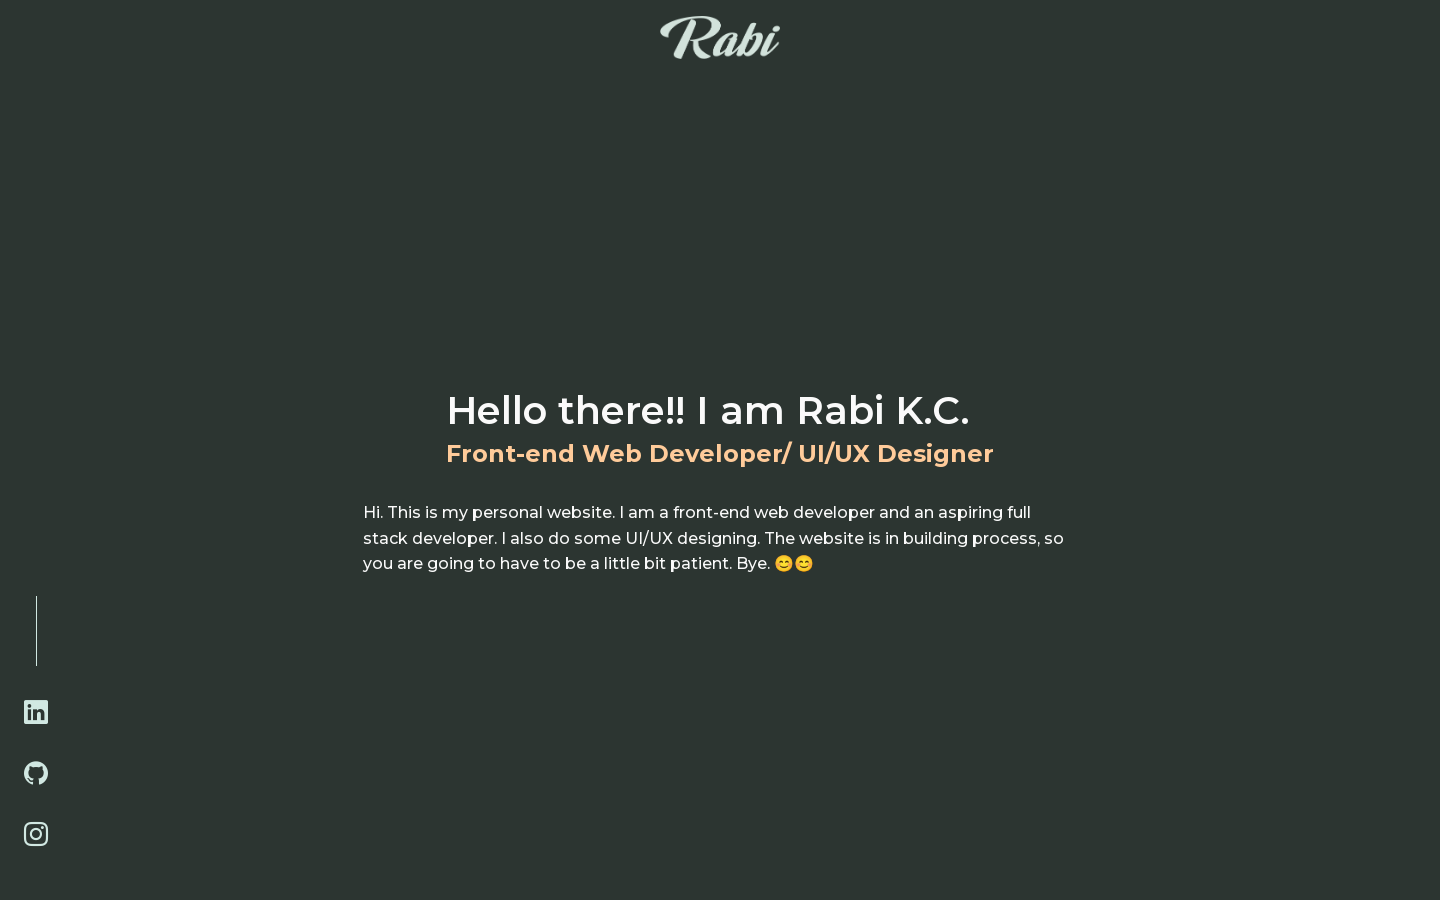 Rabi
Hello there!! I am Rabi K.C.
Front-end Web Developer/ UI/UX Designer
Hi. This is my personal website. I am a front-end web developer and an aspiring full
stack developer. I also do some UI/UX designing. The website is in building process, so
you are going to have to be a little bit patient. Bye. 😊😊
in